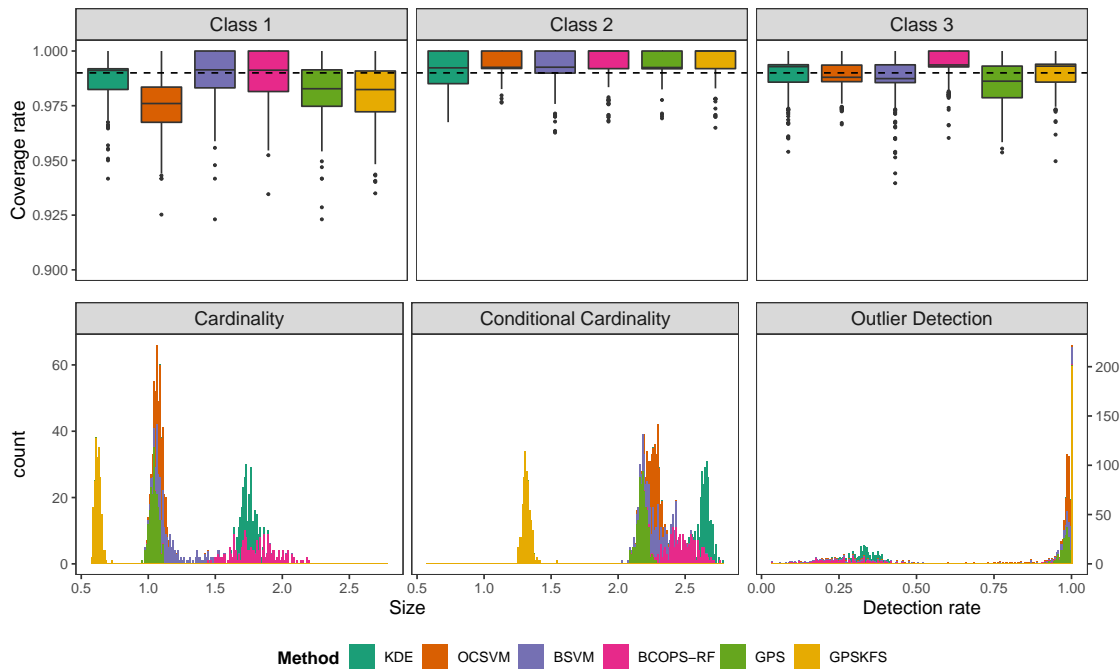 Class 1 Class 2 Class 3
1.000
0.975
0.950
0.925
0.900
Coverage rate
Cardinality Conditional Cardinality Outlier Detection
60
40
20
0
count
200
150
100
50
0
0.5 1.0 1.5 2.0 2.5 0.5 1.0 1.5 2.0 2.5 0.00 0.25 0.50 0.75 1.00
Size Detection rate
Method KDE OCSVM BSVM BCOPS−RF GPS GPSKFS